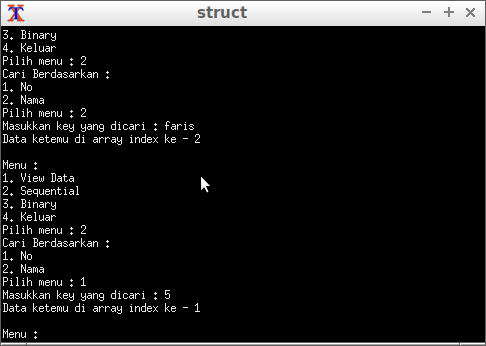 struct
3. Binary
4. Keluar
Pilih menu : 2
Cari Berdasarkan :
1. No
2. Nama
Pilih menu : 2
Masukkan key yang dicari : faris
Data ketemu di array index ke - 2
Menu :
1. View Data
2. Sequential
3. Binary
4. Keluar
Pilih menu : 2
Cari Berdasarkan :
1. No
2. Nama
Pilih menu : 1
Masukkan key yang dicari : 5
Data ketemu di array index ke - 1
Menu :